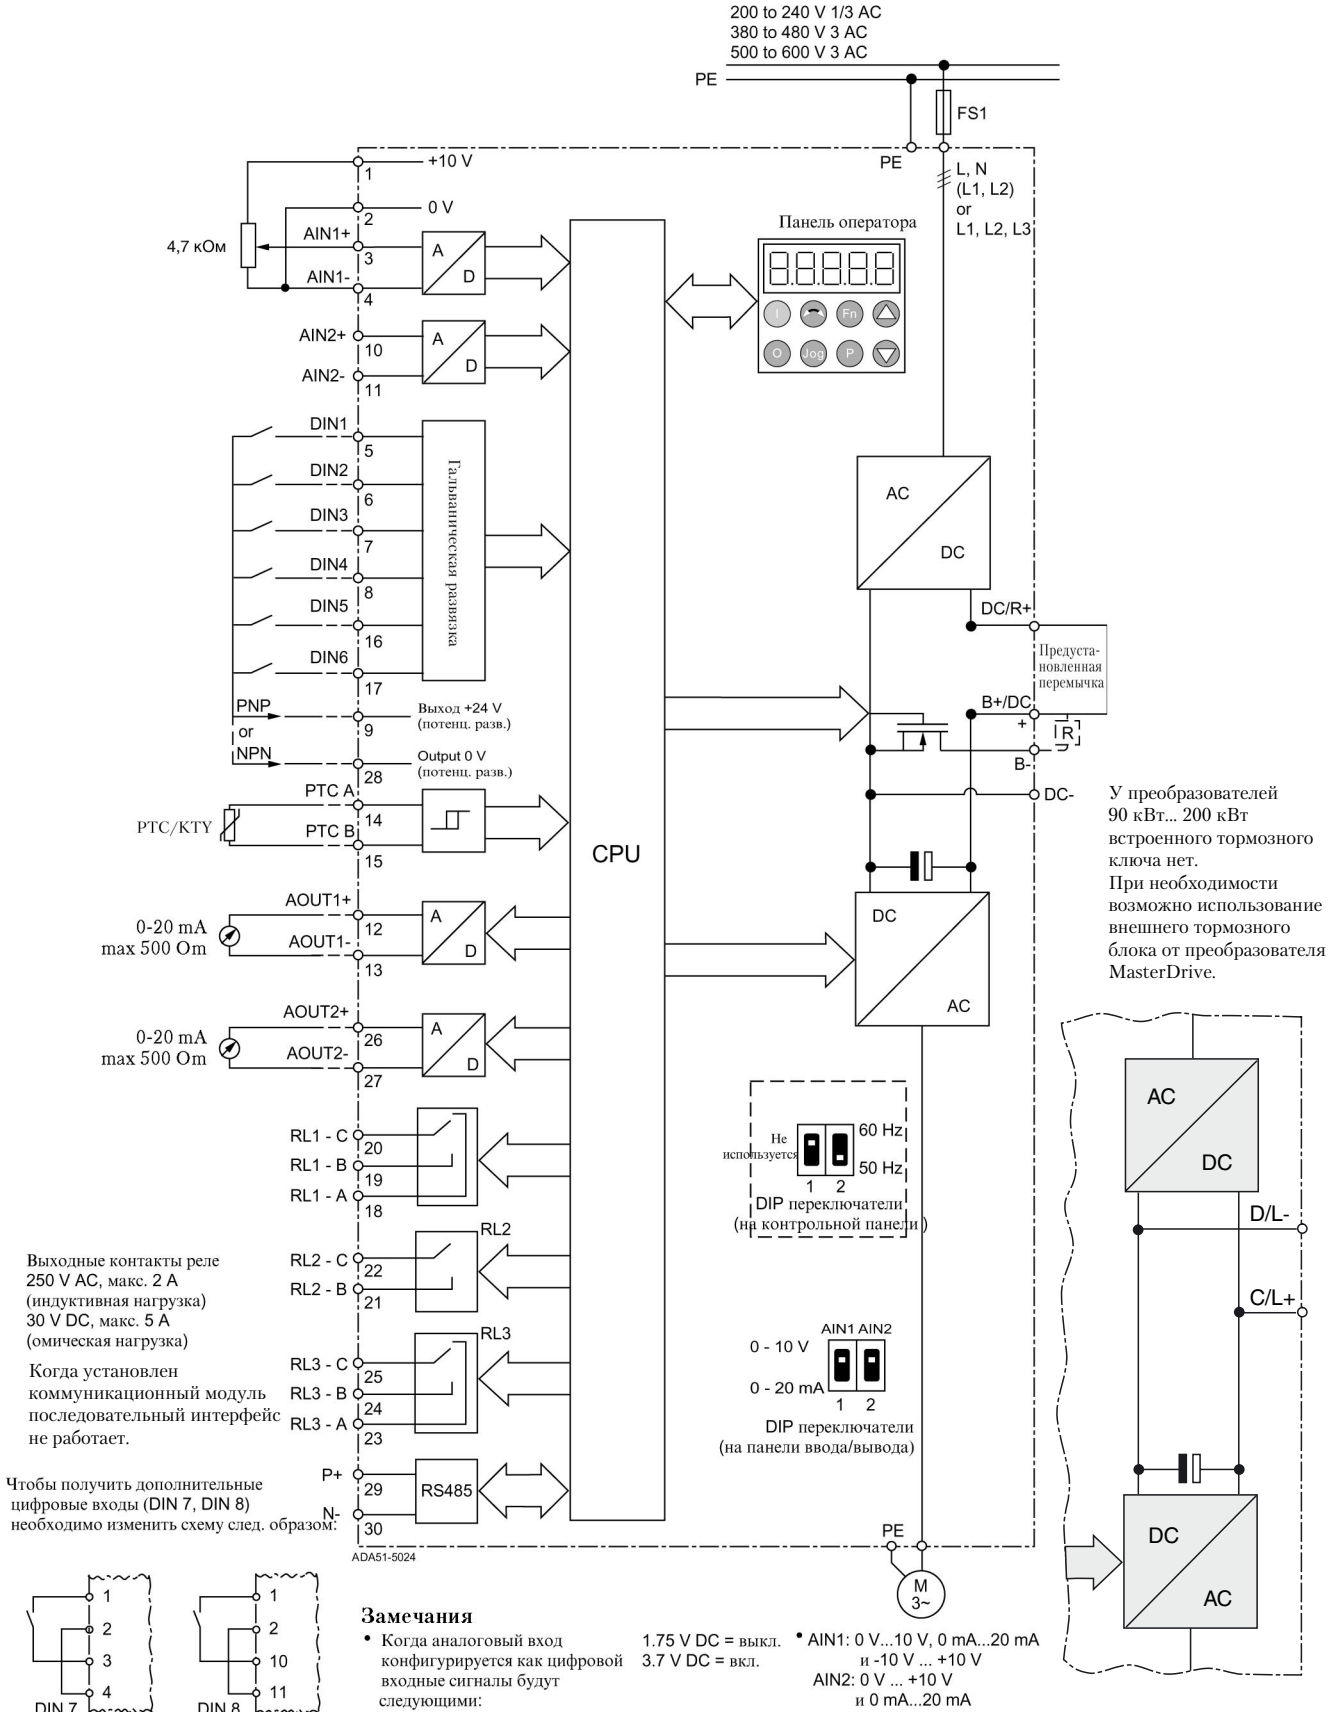 200 to 240 V 1/3 AC
380 to 480 V 3 AC
500 to 600 V 3 AC
PE
FS1
PE
L, N
(L1, L2)
or
L1, L2, L3
+10 V
1
0 V
2
4,7 кОм
AIN1+
3
AIN1-
4
A
D
AIN2+
10
AIN2-
11
A
D
Панель оператора
8.8.8.8.8
I
Fn
O
Jog
P
DIN1
5
DIN2
6
DIN3
7
DIN4
8
DIN5
16
DIN6
17
Гальваническая развязка
PNP
or
NPN
9
Выход +24 V
(потенц. разв.)
28
Output 0 V
(потенц. разв.)
PTC/KTY
PTC A
14
PTC B
15
CPU
AC
DC
DC/R+
Предуста-
новленная
перемычка
B+/DC
+
R
B-
DC-
DC
AC
У преобразователей
90 кВт... 200 кВт
встроенного тормозного
ключа нет.
При необходимости
возможно использование
внешнего тормозного
блока от преобразователя
MasterDrive.
0-20 mA
max 500 Om
AOUT1+
12
AOUT1-
13
A
D
0-20 mA
max 500 Om
AOUT2+
26
AOUT2-
27
A
D
RL1 - C
20
RL1 - B
19
RL1 - A
18
RL2
RL2 - C
22
RL2 - B
21
RL3
RL3 - C
25
RL3 - B
24
RL3 - A
23
P+
29
N-
30
RS485
ADA51-5024
Выходные контакты реле
250 V AC, макс. 2 A
(индуктивная нагрузка)
30 V DC, макс. 5 A
(омическая нагрузка)
Когда установлен
коммуникационный модуль
последовательный интерфейс
не работает.
Чтобы получить дополнительные
цифровые входы (DIN 7, DIN 8)
необходимо изменить схему след. образом:
Не
используется
60 Hz
50 Hz
1 2
DIP переключатели
(на контрольной панели )
AIN1 AIN2
0 - 10 V
0 - 20 mA
1 2
DIP переключатели
(на панели ввода/вывода)
PE
M
3~
AC
DC
D/L-
C/L+
DC
AC
1
2
3
4
DIN 7
1
2
10
11
DIN 8
Замечания
• Когда аналоговый вход
конфигурируется как цифровой
входные сигналы будут
следующими:
1.75 V DC = выкл.
3.7 V DC = вкл.
• AIN1: 0 V...10 V, 0 mA...20 mA
и -10 V ... +10 V
AIN2: 0 V ... +10 V
и 0 mA...20 mA